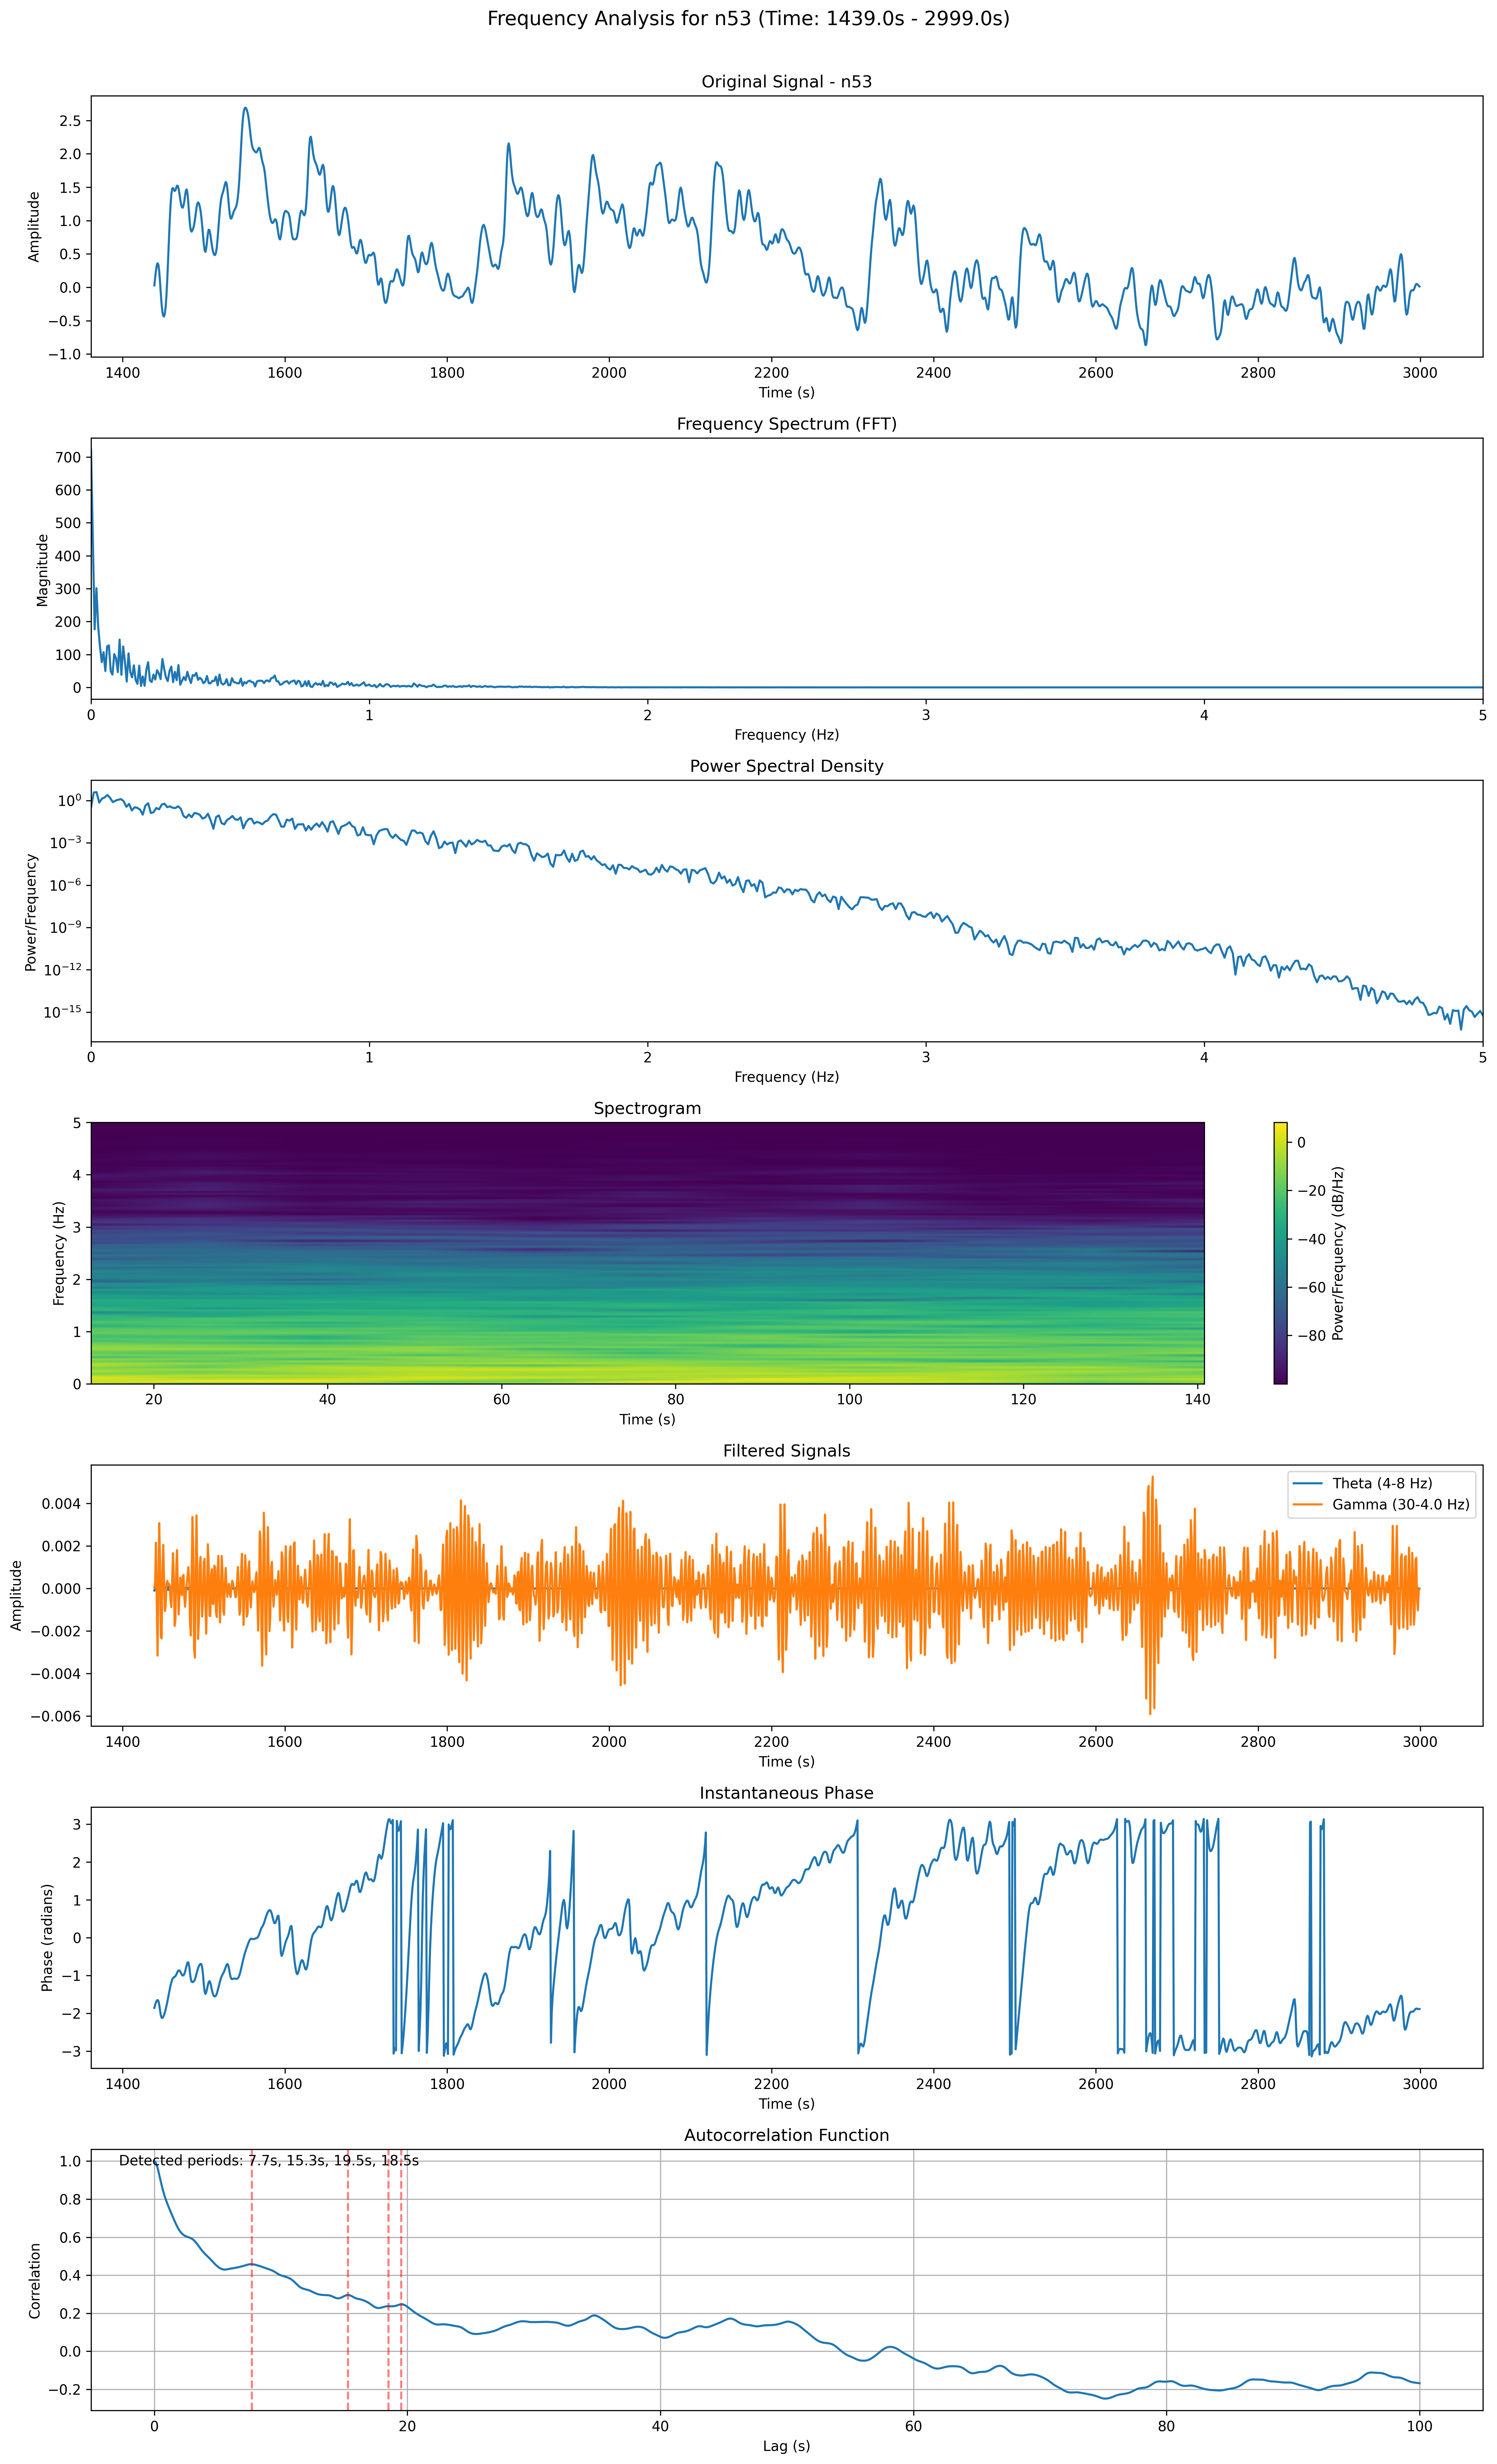 Frequency Analysis for n53 (Time: 1439.0s - 2999.0s)
Original Signal - n53
Amplitude
2.5
2.0
1.5
1.0
0.5
0.0
−0.5
−1.0
1400 1600 1800 2000 2200 2400 2600 2800 3000
Time (s)
Frequency Spectrum (FFT)
Magnitude
700
600
500
400
300
200
100
0
0 1 2 3 4 5
Frequency (Hz)
Power Spectral Density
Power/Frequency
10⁰
10⁻³
10⁻⁶
10⁻⁹
10⁻¹²
10⁻¹⁵
0 1 2 3 4 5
Frequency (Hz)
Spectrogram
Frequency (Hz)
5
4
3
2
1
0
20 40 60 80 100 120 140
Time (s)
0
−20
−40
−60
−80
Power/Frequency (dB/Hz)
Filtered Signals
Theta (4-8 Hz)
Gamma (30-4.0 Hz)
Amplitude
0.004
0.002
0.000
−0.002
−0.004
−0.006
1400 1600 1800 2000 2200 2400 2600 2800 3000
Time (s)
Instantaneous Phase
Phase (radians)
3
2
1
0
−1
−2
−3
1400 1600 1800 2000 2200 2400 2600 2800 3000
Time (s)
Autocorrelation Function
Detected periods: 7.7s, 15.3s, 19.5s, 18.5s
Correlation
1.0
0.8
0.6
0.4
0.2
0.0
−0.2
0 20 40 60 80 100
Lag (s)